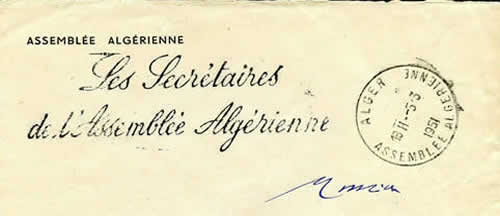 ASSEMBLÉE ALGÉRIENNE
Les Secrétaires
de l'Assemblée Algérienne
ALGER
ASSEMBLÉE ALGÉRIENNE
1951